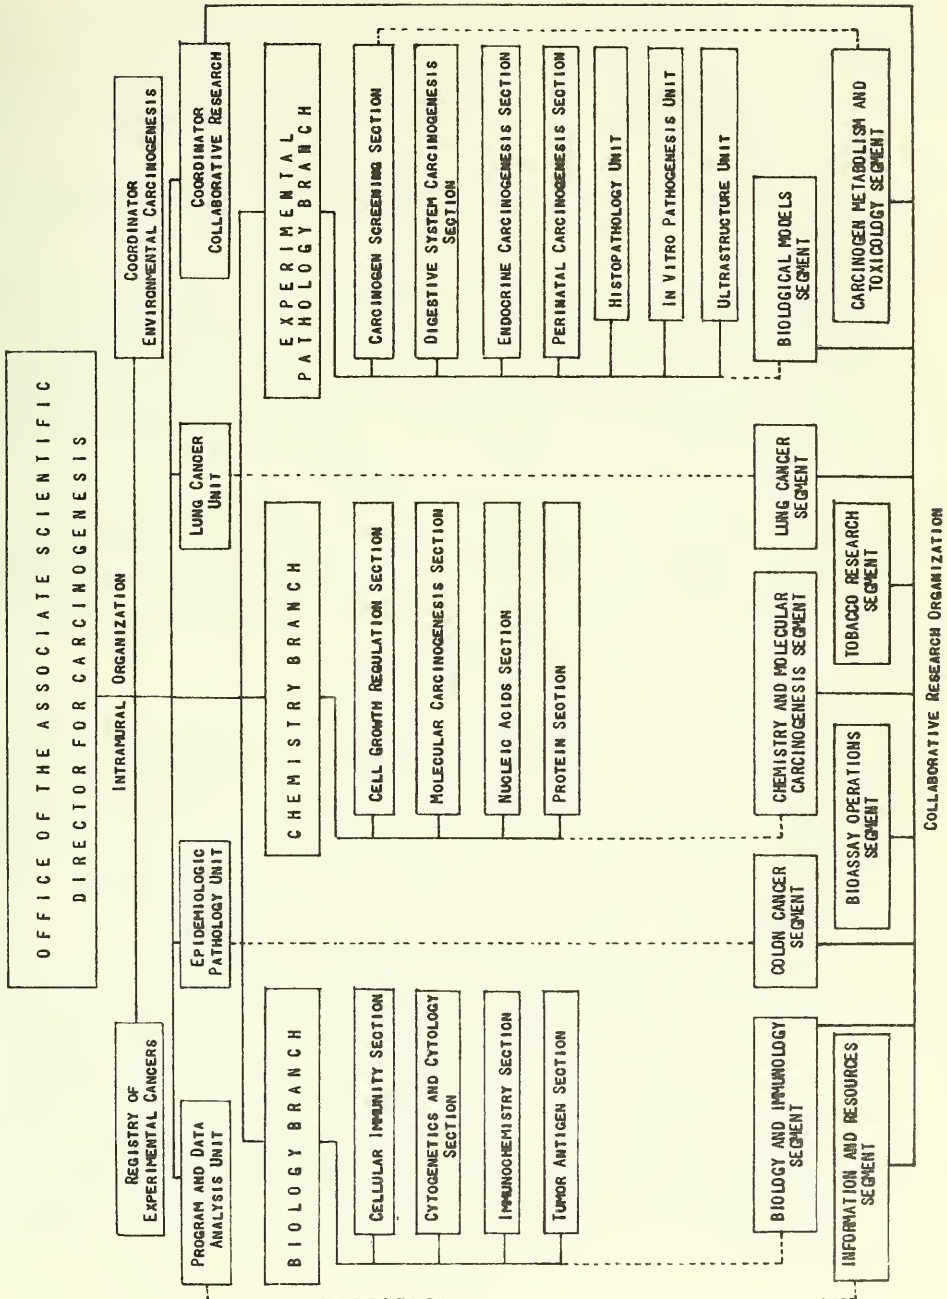 OFFICE OF THE ASSOCIATE SCIENTIFIC
DIRECTOR FOR CARCINOGENESIS
INTRAMURAL ORGANIZATION
REGISTRY OF
EXPERIMENTAL CANCERS
COORDINATOR
ENVIRONMENTAL CARCINOGENESIS
PROGRAM AND DATA
ANALYSIS UNIT
EPIDEMIOLOGIC
PATHOLOGY UNIT
LUNG CANCER
UNIT
COORDINATOR
COLLABORATIVE RESEARCH
BIOLOGY BRANCH
CELLULAR IMMUNITY SECTION
CYTOGENETICS AND CYTOLOGY
SECTION
IMMUNOCHEMISTRY SECTION
TUMOR ANTIGEN SECTION
CHEMISTRY BRANCH
CELL GROWTH REGULATION SECTION
MOLECULAR CARCINOGENESIS SECTION
NUCLEIC ACIDS SECTION
PROTEIN SECTION
EXPERIMENTAL
PATHOLOGY BRANCH
CARCINOGEN SCREENING SECTION
DIGESTIVE SYSTEM CARCINOGENESIS
SECTION
ENDOCRINE CARCINOGENESIS SECTION
PERINATAL CARCINOGENESIS SECTION
HISTOPATHOLOGY UNIT
IN VITRO PATHOGENESIS UNIT
ULTRASTRUCTURE UNIT
BIOLOGY AND IMMUNOLOGY
SEGMENT
COLON CANCER
SEGMENT
CHEMISTRY AND MOLECULAR
CARCINOGENESIS SEGMENT
LUNG CANCER
SEGMENT
BIOLOGICAL MODELS
SEGMENT
INFORMATION AND RESOURCES
SEGMENT
BIOASSAY OPERATIONS
SEGMENT
TOBACCO RESEARCH
SEGMENT
CARCINOGEN METABOLISM AND
TOXICOLOGY SEGMENT
COLLABORATIVE RESEARCH ORGANIZATION